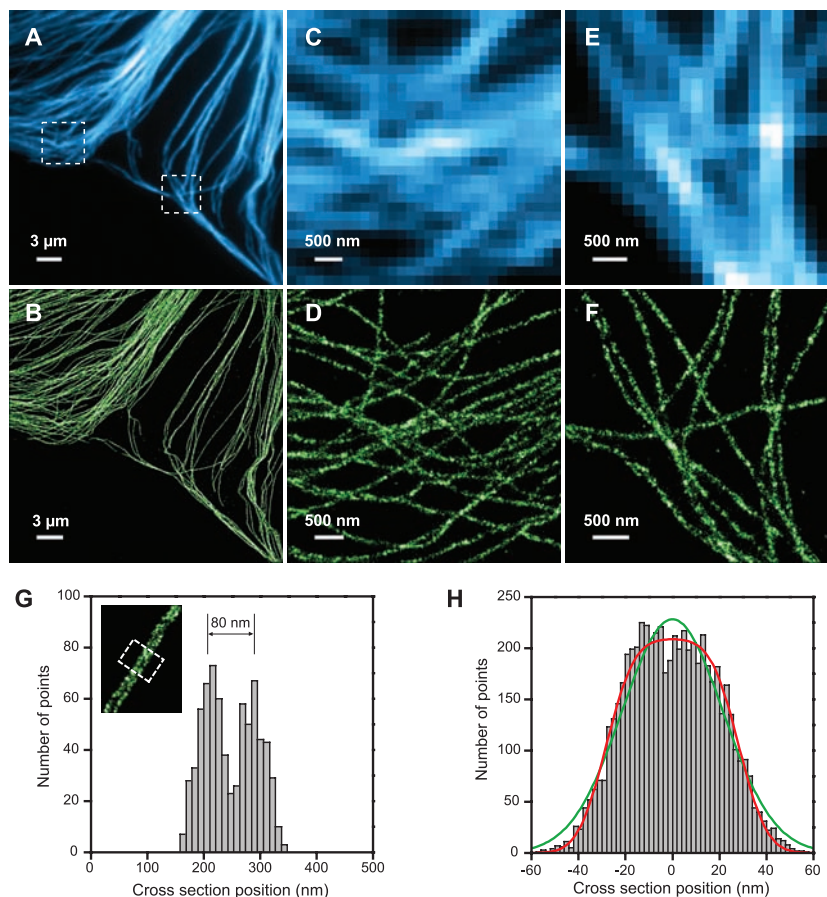 A
3 µm
C
500 nm
E
500 nm
B
3 µm
D
500 nm
F
500 nm
G
100
80
60
40
20
0
Number of points
80 nm
0
100
200
300
400
500
Cross section position (nm)
H
250
200
150
100
50
0
Number of points
-60
-40
-20
0
20
40
60
Cross section position (nm)